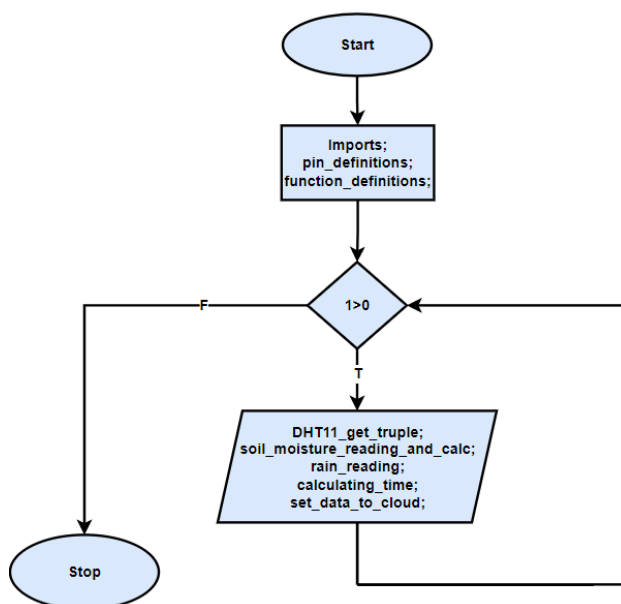 Start
Imports;
pin_definitions;
function_definitions;
1>0
F
T
DHT11_get_truple;
soil_moisture_reading_and_calc;
rain_reading;
calculating_time;
set_data_to_cloud;
Stop